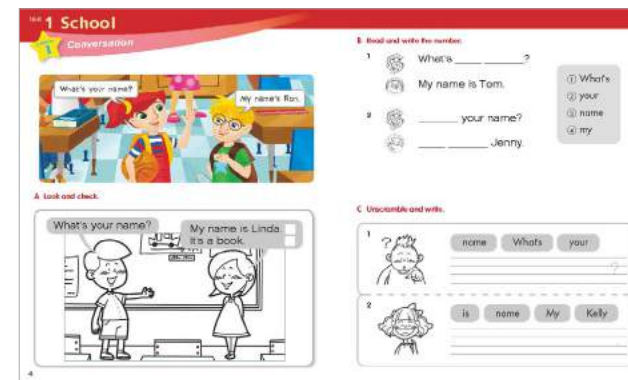 Unit 1 School
Lesson 1 Conversation
What's your name?
My name's Ron.
A Look and check.
What's your name?
My name is Linda.
It's a book.
4
B Read and write the number.
1 What's ____ ____?
My name is Tom.
① What's
② your
③ name
④ my
2 ____ your name?
____ ____ Jenny.
C Unscramble and write.
1 ?
name What's your
?
2 is name My Kelly
.